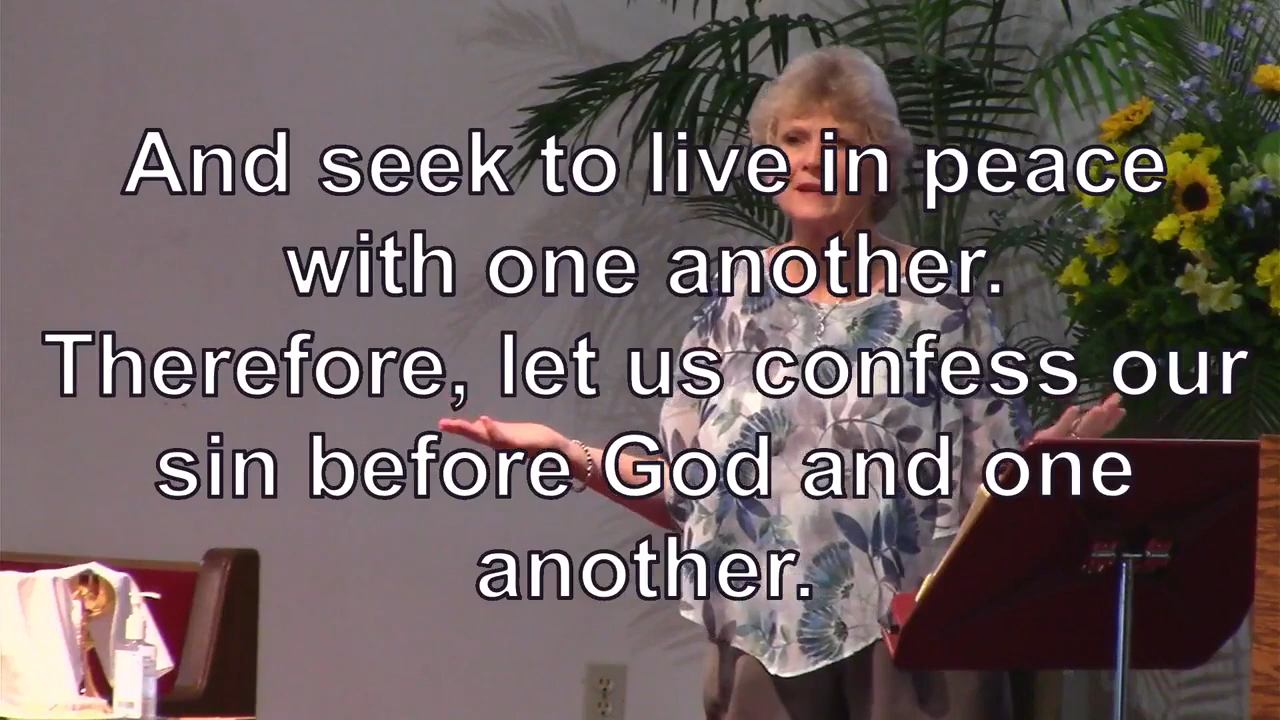 And seek to live in peace
with one another.
Therefore, let us confess our
sin before God and one
another.